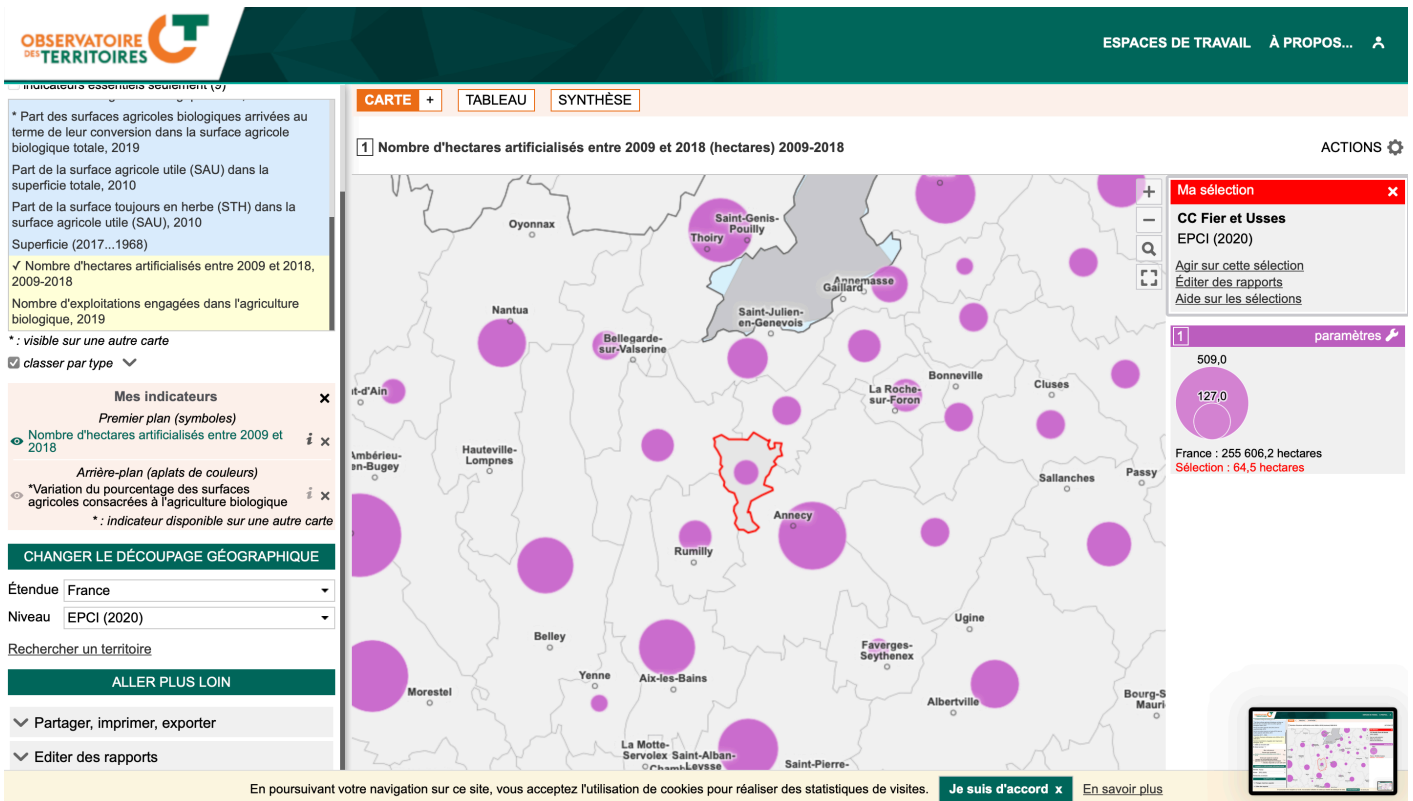 OBSERVATOIRE
DES TERRITOIRES
ESPACES DE TRAVAIL
À PROPOS...
indicateurs essentiels seulement (9)
* Part des surfaces agricoles biologiques arrivées au
terme de leur conversion dans la surface agricole
biologique totale, 2019
Part de la surface agricole utile (SAU) dans la
superficie totale, 2010
Part de la surface toujours en herbe (STH) dans la
surface agricole utile (SAU), 2010
Superficie (2017...1968)
✓ Nombre d'hectares artificialisés entre 2009 et 2018,
2009-2018
Nombre d'exploitations engagées dans l'agriculture
biologique, 2019
* : visible sur une autre carte
classer par type
Mes indicateurs
Premier plan (symboles)
Nombre d'hectares artificialisés entre 2009 et
2018
Arrière-plan (aplats de couleurs)
*Variation du pourcentage des surfaces
agricoles consacrées à l'agriculture biologique
* : indicateur disponible sur une autre carte
CHANGER LE DÉCOUPAGE GÉOGRAPHIQUE
Étendue France
Niveau EPCI (2020)
Rechercher un territoire
ALLER PLUS LOIN
Partager, imprimer, exporter
Editer des rapports
CARTE +
TABLEAU
SYNTHÈSE
1 Nombre d'hectares artificialisés entre 2009 et 2018 (hectares) 2009-2018
ACTIONS
Oyonnax
Saint-Genis-
Pouilly
Thoiry
Annemasse
Gaillard
Nantua
Saint-Julien-
en-Genevois
Bellegarde-
sur-Valserine
Bonneville
Cluses
La Roche-
sur-Foron
nt-d'Ain
Ambérieu-
en-Bugey
Hauteville-
Lompnes
Sallanches
Passy
Annecy
Rumilly
Ugine
Belley
Faverges-
Seythenex
Yenne
Aix-les-Bains
Morestel
Albertville
Bourg-S
Mauri
La Motte-
Servolex
Saint-Alban-
Leysse
Saint-Pierre-
Ma sélection
CC Fier et Usses
EPCI (2020)
Agir sur cette sélection
Éditer des rapports
Aide sur les sélections
1 paramètres
509,0
127,0
France : 255 606,2 hectares
Sélection : 64,5 hectares
En poursuivant votre navigation sur ce site, vous acceptez l'utilisation de cookies pour réaliser des statistiques de visites.
Je suis d'accord x
En savoir plus